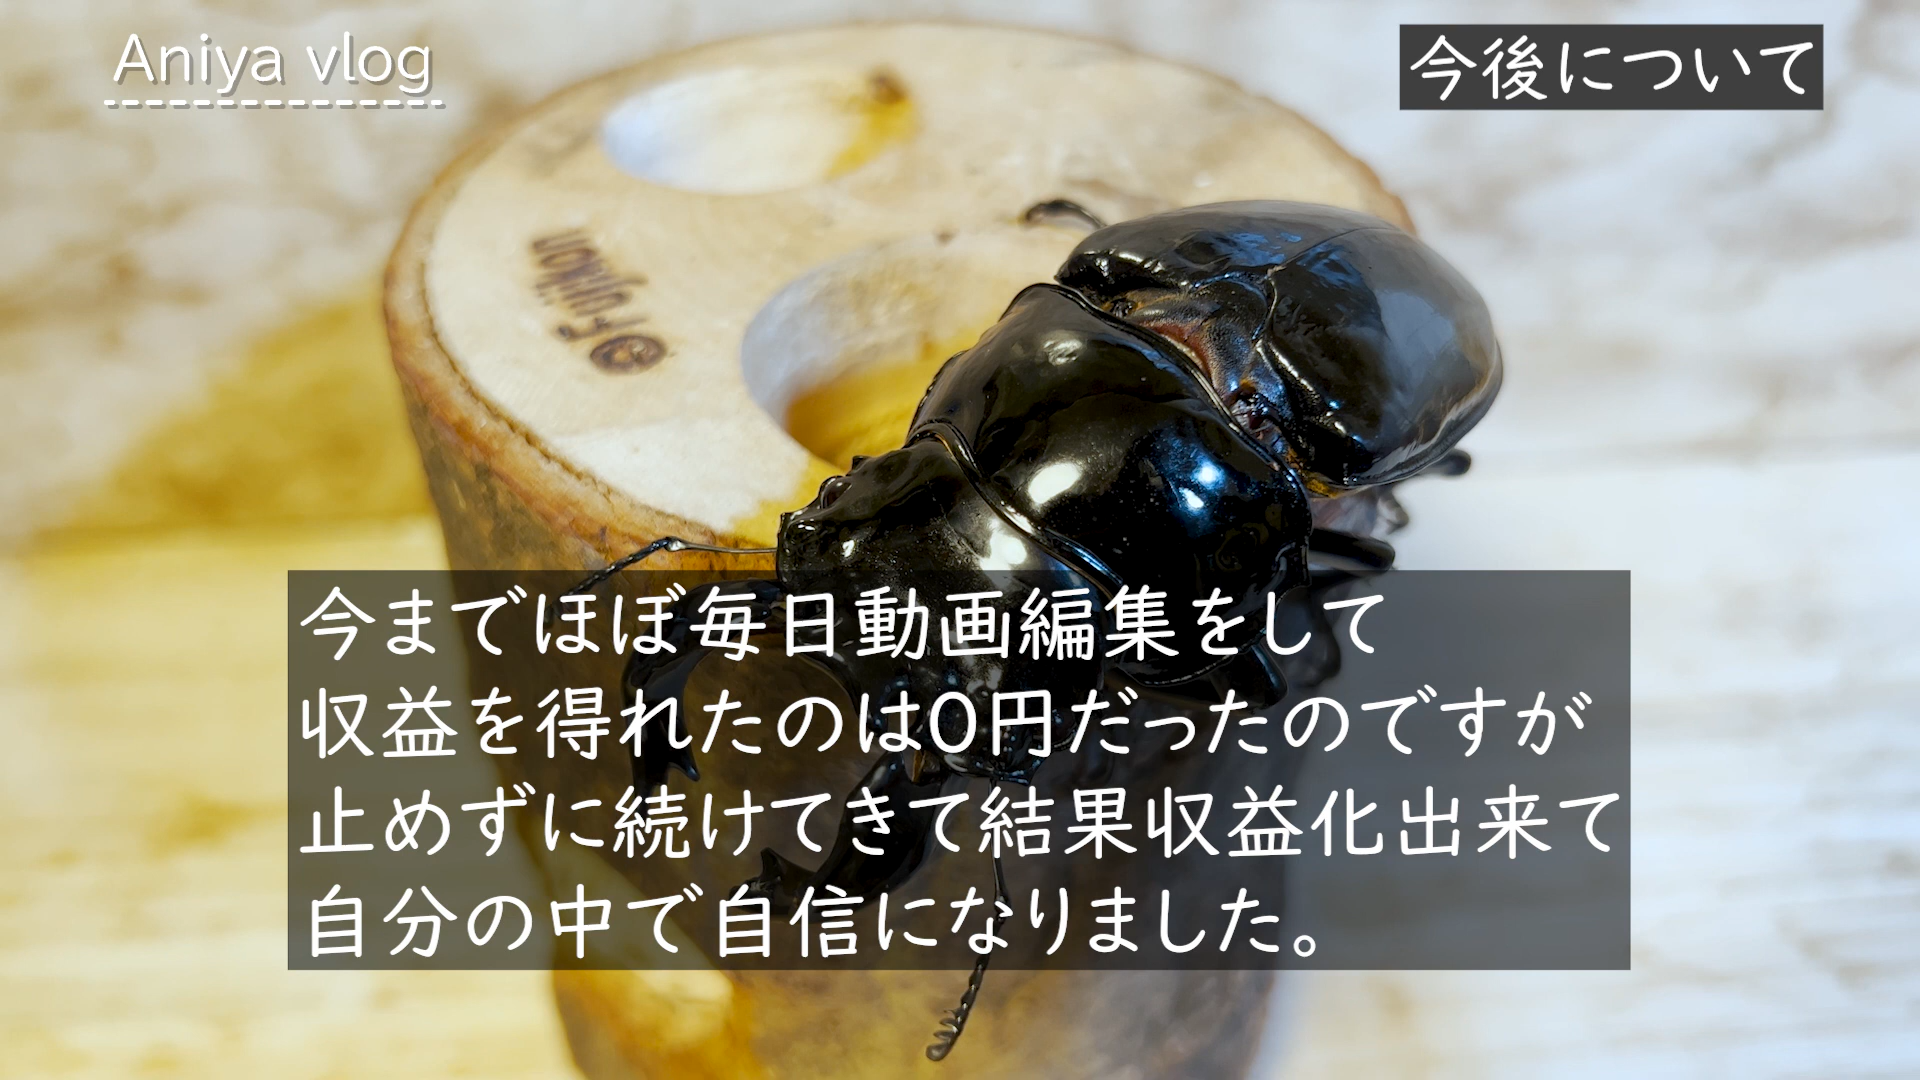 Aniya vlog
今後について
Fujikon
今までほぼ毎日動画編集をして
収益を得れたのは0円だったのですが
止めずに続けてきて結果収益化出来て
自分の中で自信になりました。